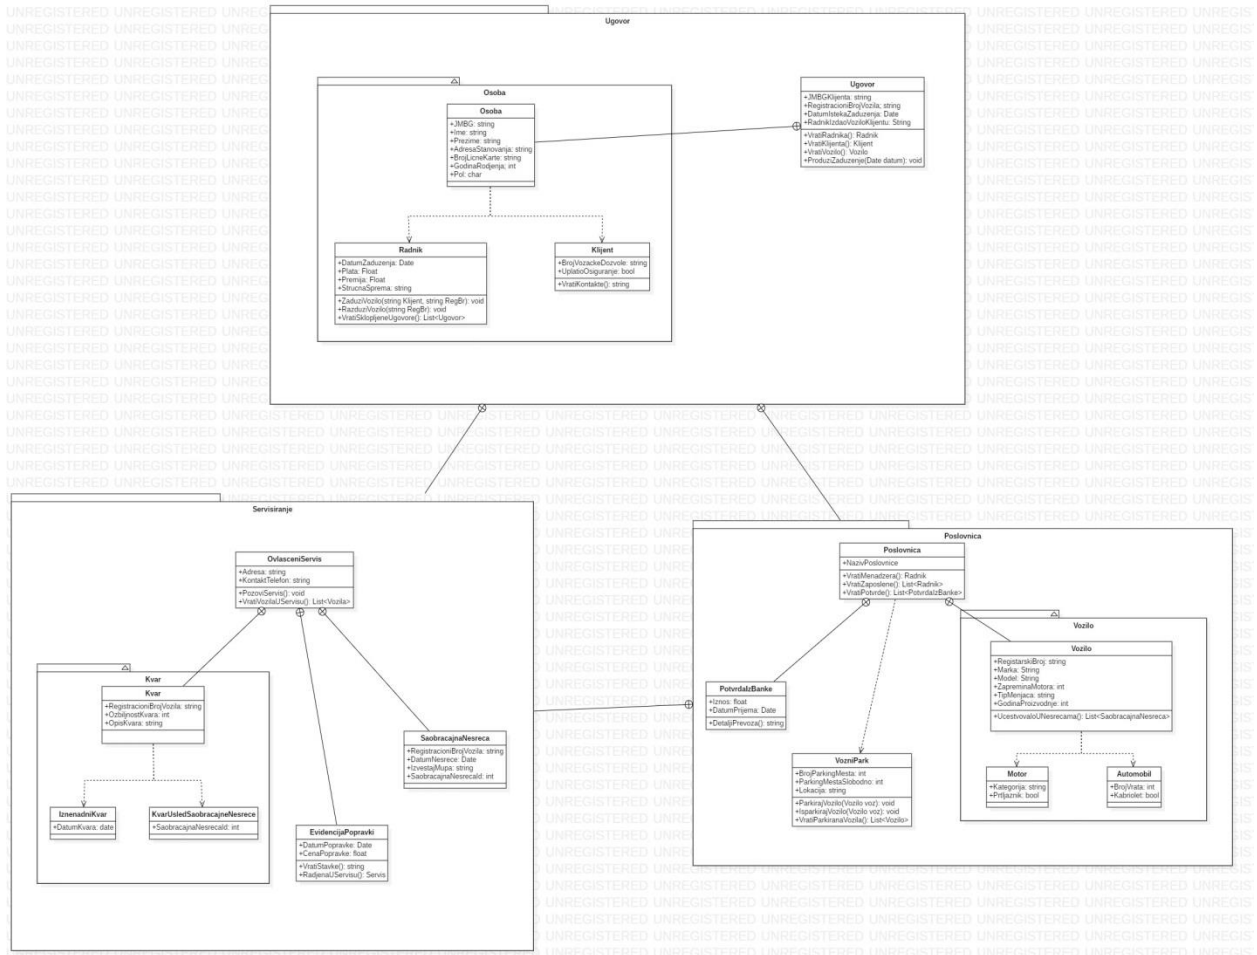 Ugovor
Osoba
Osoba
+JMBG: string
+Ime: string
+Prezime: string
+AdresaStanovanja: string
+BrojLicneKarte: string
+GodinaRodjenja: int
+Pol: char
Ugovor
+JMBGKlijenta: string
+RegistracioniBrojVozila: string
+DatumIstekaZaduzenja: Date
+RadnikIzdaoVoziloKlijentu: String
+VratiRadnika(): Radnik
+VratiKlijenta(): Klijent
+VratiVozilo(): Vozilo
+ProduziZaduzenje(Date datum): void
Radnik
+DatumZaduzenja: Date
+Plata: Float
+Premija: Float
+StrucnaSprema: string
+ZaduziVozilo(string Klijent, string RegBr): void
+RazduziVozilo(string RegBr): void
+VratiSklopljeneUgovore(): List<Ugovor>
Klijent
+BrojVozackeDozvole: string
+UplatioOsiguranje: bool
+VratiKontakte(): string
Servisiranje
OvlasceniServis
+Adresa: string
+KontaktTelefon: string
+PozoviServis(): void
+VratiVozilaUServisu(): List<Vozila>
Kvar
Kvar
+RegistracioniBrojVozila: string
+OzbiljnostKvara: int
+OpisKvara: string
IznenadniKvar
+DatumKvara: date
KvarUsledSaobracajneNesrece
+SaobracajnaNesrecaId: int
SaobracajnaNesreca
+RegistracioniBrojVozila: string
+DatumNesrece: Date
+IzvestajMupa: string
+SaobracajnaNesrecaId: int
EvidencijaPopravki
+DatumPopravke: Date
+CenaPopravke: float
+VratiStavke(): string
+RadjenaUServisu(): Servis
Poslovnica
Poslovnica
+NazivPoslovnice
+VratiMenadzera(): Radnik
+VratiZaposlene(): List<Radnik>
+VratiPotvrde(): List<PotvrdaIzBanke>
PotvrdaIzBanke
+Iznos: float
+DatumPrijema: Date
+DetaljiPrevoza(): string
VozniPark
+BrojParkingMesta: int
+ParkingMestaSlobodno: int
+Lokacija: string
+ParkirajVozilo(Vozilo voz): void
+IsparkirajVozilo(Vozilo voz): void
+VratiParkiranaVozila(): List<Vozilo>
Vozilo
Vozilo
+RegistarskiBroj: string
+Marka: String
+Model: String
+ZapreminaMotora: int
+TipMenjaca: string
+GodinaProizvodnje: int
+UcestvovaloUNesrecama(): List<SaobracajnaNesreca>
Motor
+Kategorija: string
+Prtljaznik: bool
Automobil
+BrojVrata: int
+Kabriolet: bool